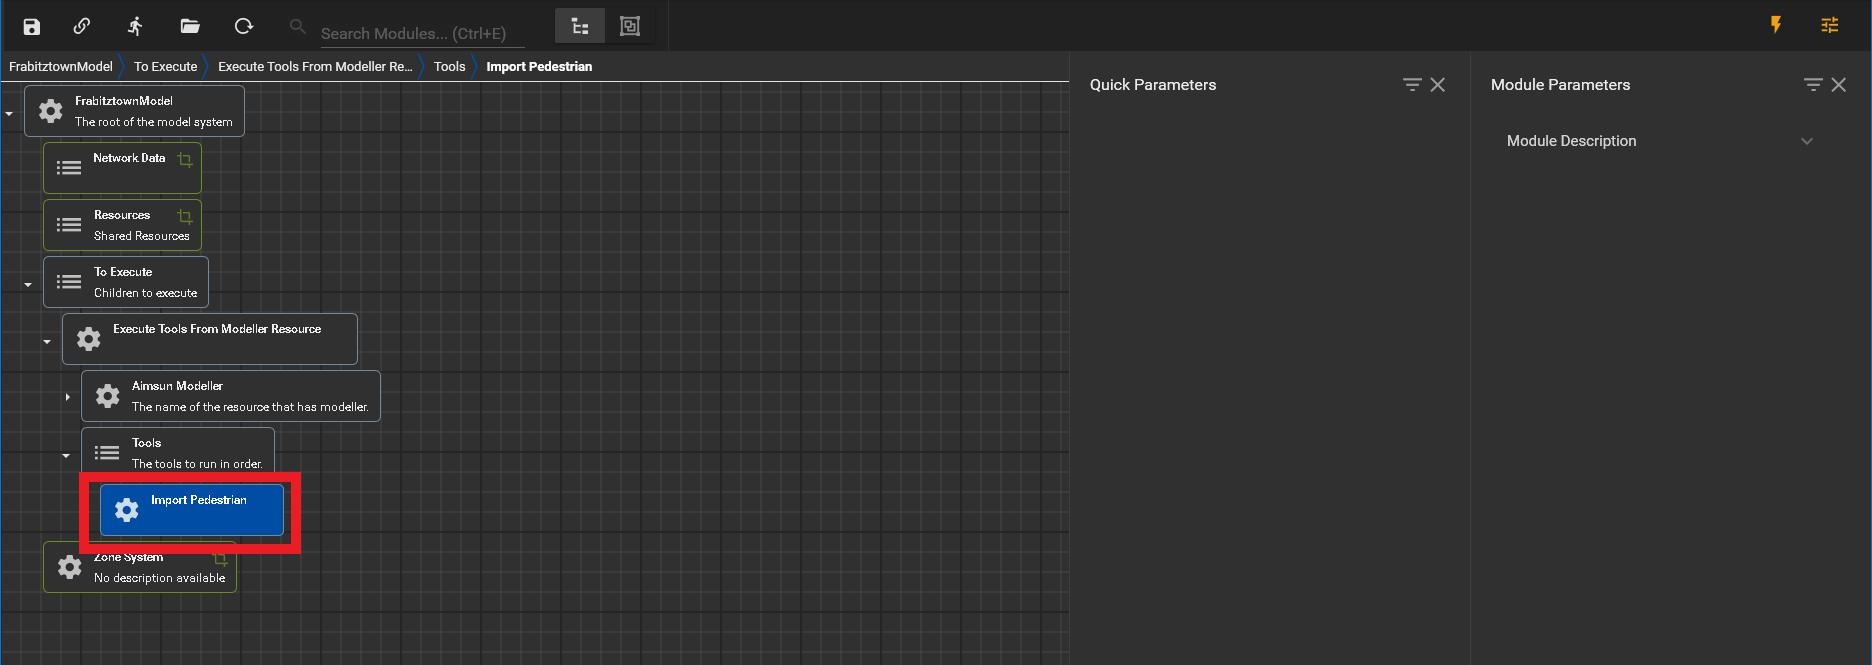 Search Modules... (Ctrl+E)
FrabitztownModel
To Execute
Execute Tools From Modeller Re...
Tools
Import Pedestrian
Quick Parameters
Module Parameters
Module Description
FrabitztownModel
The root of the model system
Network Data
Resources
Shared Resources
To Execute
Children to execute
Execute Tools From Modeller Resource
Aimsun Modeller
The name of the resource that has modeller.
Tools
The tools to run in order.
Import Pedestrian
Zone System
No description available